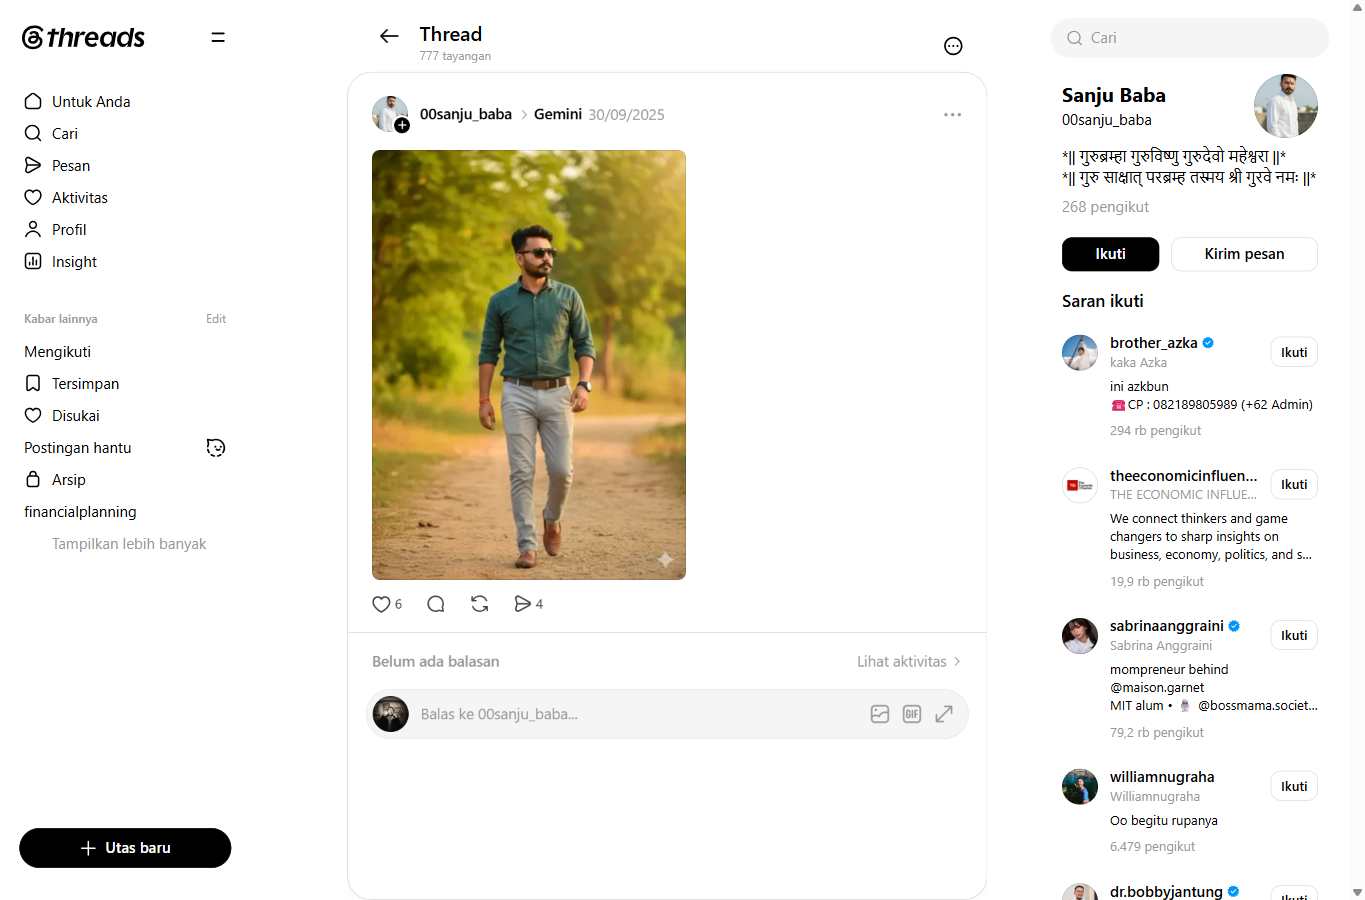 threads
Untuk Anda
Cari
Pesan
Aktivitas
Profil
Insight
Kabar lainnya
Edit
Mengikuti
Tersimpan
Disukai
Postingan hantu
Arsip
financialplanning
Tampilkan lebih banyak
Utas baru
Thread
777 tayangan
00sanju_baba > Gemini 30/09/2025
6
4
Belum ada balasan
Lihat aktivitas
Balas ke 00sanju_baba...
GIF
Cari
Sanju Baba
00sanju_baba
*|| गुरुब्रम्हा गुरुविष्णु गुरुदेवो महेश्वरा ||*
*|| गुरु साक्षात् परब्रम्ह तस्मय श्री गुरवे नमः ||*
268 pengikut
Ikuti
Kirim pesan
Saran ikuti
brother_azka
Ikuti
kaka Azka
ini azkbun
☎️CP : 082189805989 (+62 Admin)
294 rb pengikut
theeconomicinfluen...
Ikuti
THE ECONOMIC INFLUE...
We connect thinkers and game
changers to sharp insights on
business, economy, politics, and s...
19,9 rb pengikut
sabrinaanggraini
Ikuti
Sabrina Anggraini
mompreneur behind
@maison.garnet
MIT alum • 🎙️ @bossmama.societ...
79,2 rb pengikut
williamnugraha
Ikuti
Williamnugraha
Oo begitu rupanya
6.479 pengikut
dr.bobbyjantung
Ikuti